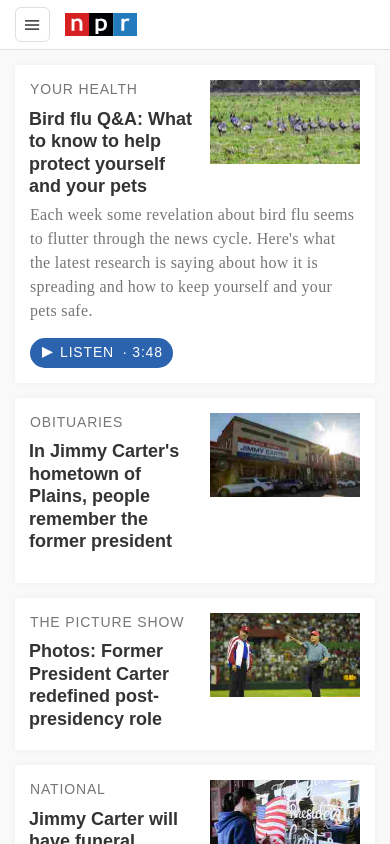 npr
YOUR HEALTH
Bird flu Q&A: What
to know to help
protect yourself
and your pets
Each week some revelation about bird flu seems
to flutter through the news cycle. Here's what
the latest research is saying about how it is
spreading and how to keep yourself and your
pets safe.
LISTEN · 3:48
OBITUARIES
In Jimmy Carter's
hometown of
Plains, people
remember the
former president
JIMMY CARTER
THE PICTURE SHOW
Photos: Former
President Carter
redefined post-
presidency role
NATIONAL
Jimmy Carter will
have funeral
President